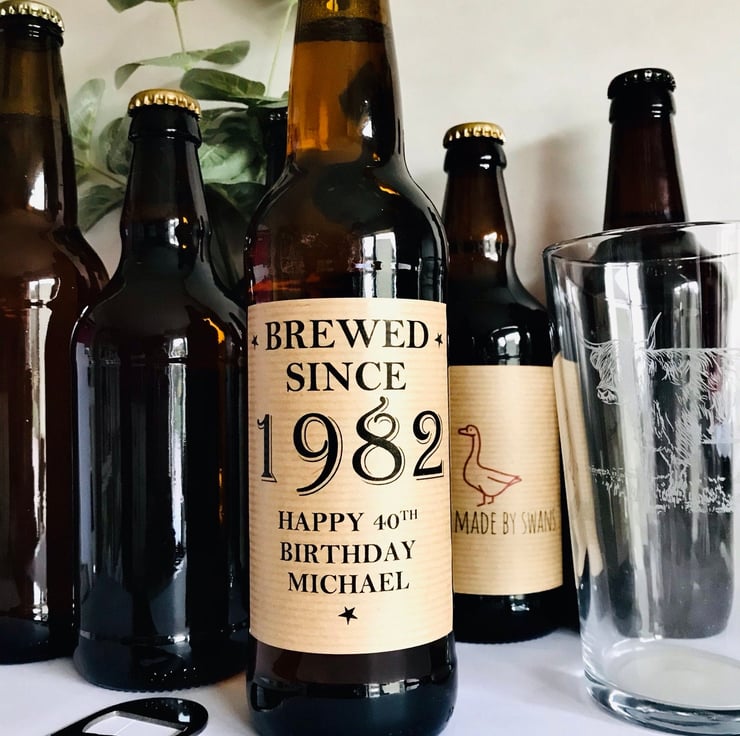 BREWED
SINCE
1982
HAPPY 40TH
BIRTHDAY
MICHAEL
MADE BY SWANS